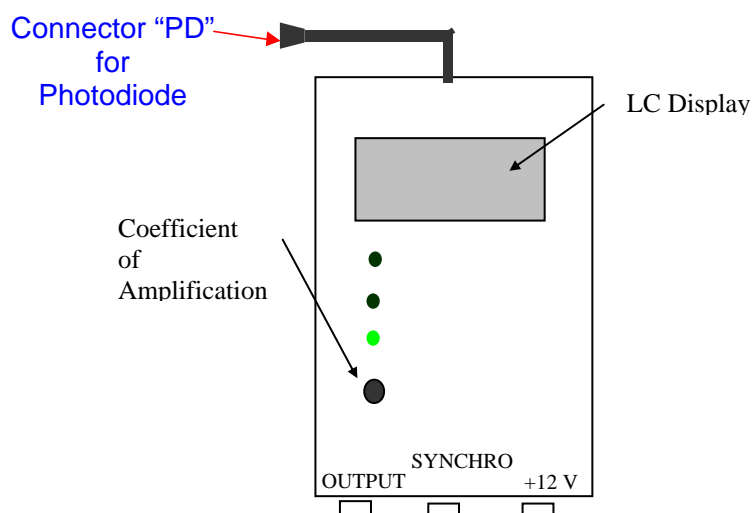 Connector “PD”
for
Photodiode
LC Display
Coefficient
of
Amplification
SYNCHRO
OUTPUT
+12 V